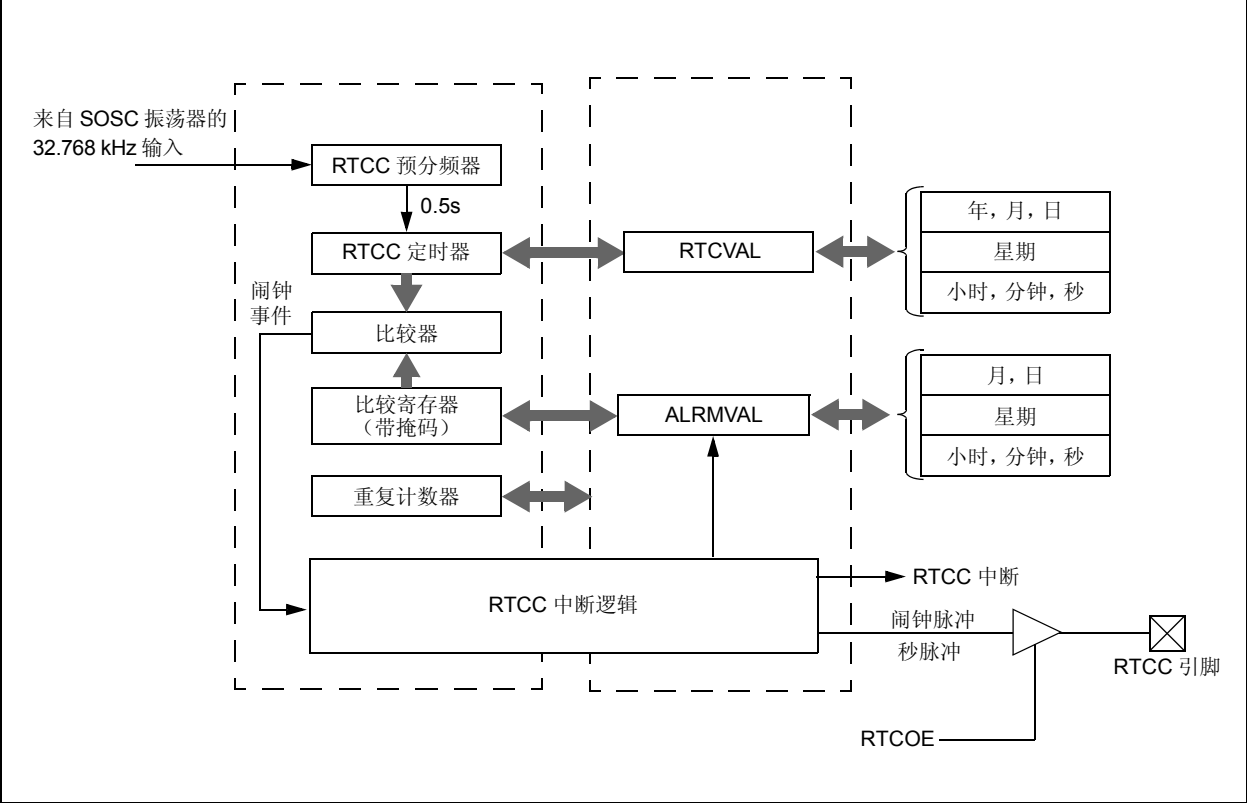 来自 SOSC 振荡器的
32.768 kHz 输入
RTCC 预分频器
0.5s
RTCC 定时器
RTCVAL
年，月，日
星期
小时，分钟，秒
闹钟
事件
比较器
比较寄存器
（带掩码）
ALRMVAL
月，日
星期
小时，分钟，秒
重复计数器
RTCC 中断逻辑
RTCC 中断
闹钟脉冲
秒脉冲
RTCC 引脚
RTCOE